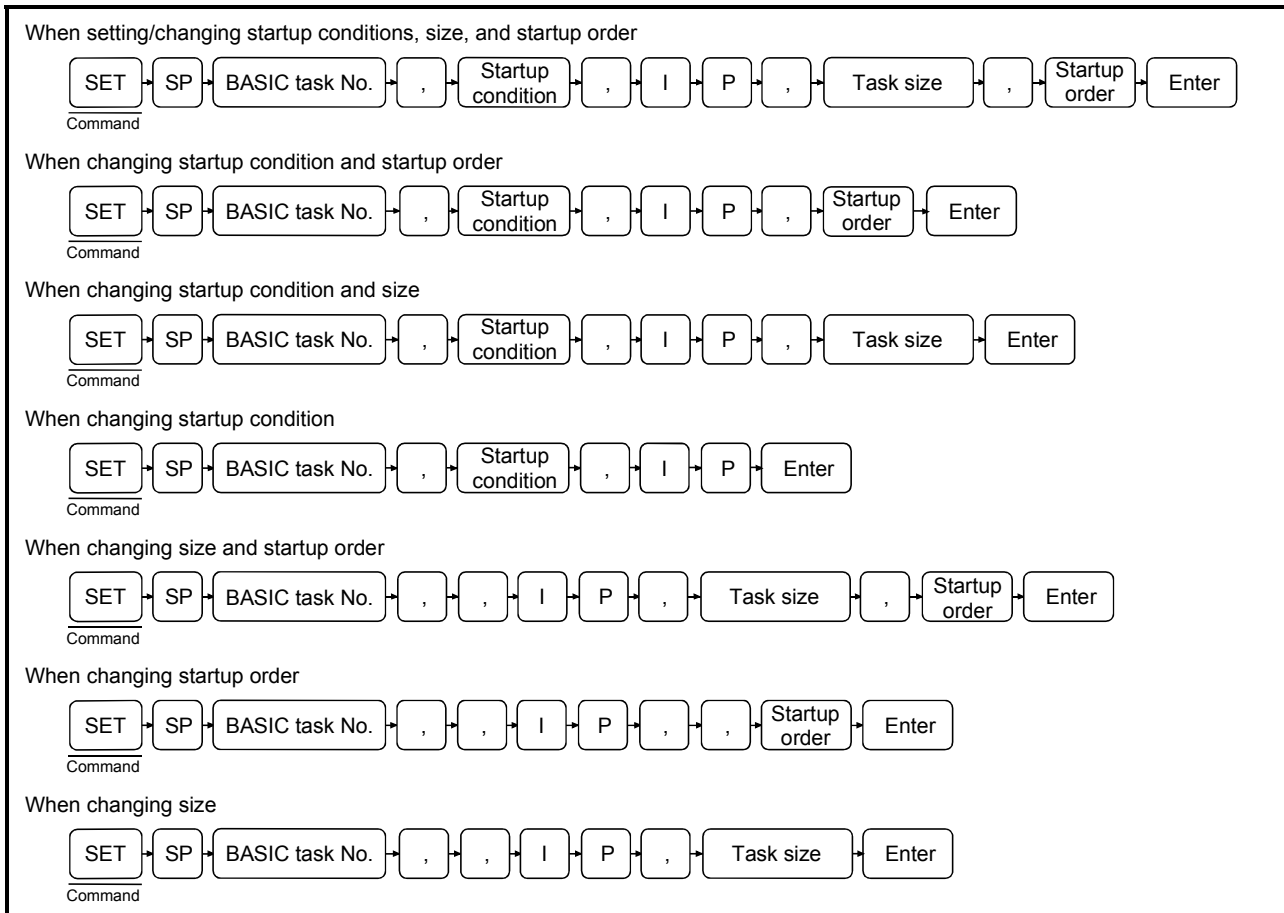 When setting/changing startup conditions, size, and startup order
SET SP BASIC task No. , Startup condition , I P , Task size , Startup order Enter
Command
When changing startup condition and startup order
SET SP BASIC task No. , Startup condition , I P , Startup order Enter
Command
When changing startup condition and size
SET SP BASIC task No. , Startup condition , I P , Task size Enter
Command
When changing startup condition
SET SP BASIC task No. , Startup condition , I P Enter
Command
When changing size and startup order
SET SP BASIC task No. , , I P , Task size , Startup order Enter
Command
When changing startup order
SET SP BASIC task No. , , I P , , Startup order Enter
Command
When changing size
SET SP BASIC task No. , , I P , Task size Enter
Command